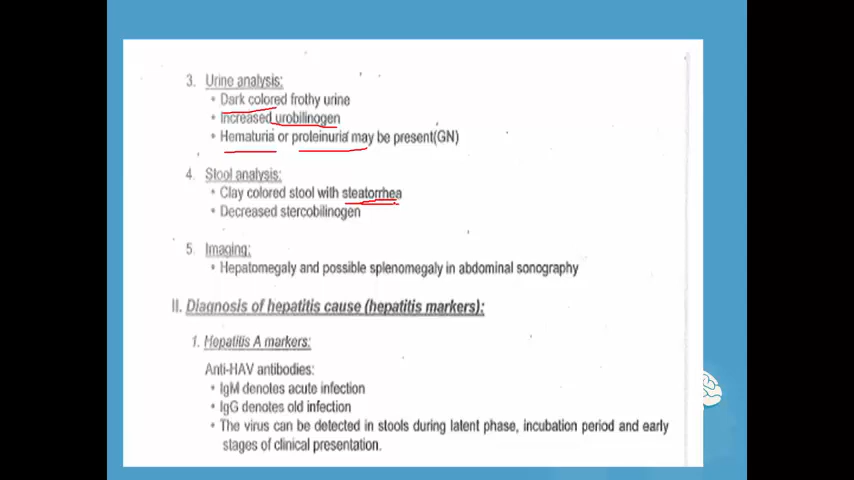 3. Urine analysis:
• Dark colored frothy urine
• Increased urobilinogen
• Hematuria or proteinuria may be present(GN)
4. Stool analysis:
• Clay colored stool with steatorrhea
• Decreased stercobilinogen
5. Imaging:
• Hepatomegaly and possible splenomegaly in abdominal sonography
II. Diagnosis of hepatitis cause (hepatitis markers):
1. Hepatitis A markers:
Anti-HAV antibodies:
• IgM denotes acute infection
• IgG denotes old infection
• The virus can be detected in stools during latent phase, incubation period and early
stages of clinical presentation.